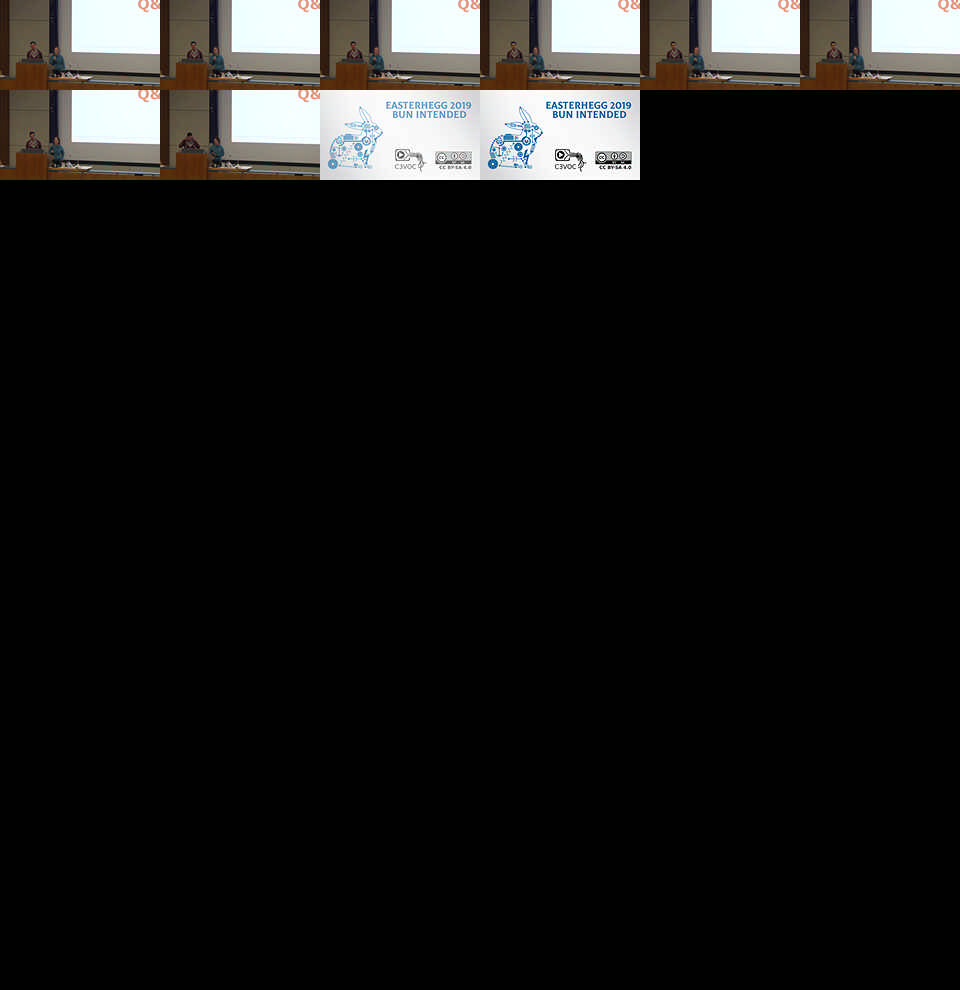 Q&
Q&
Q&
Q&
Q&
Q&
Q&
Q&
EASTERHEGG 2019
BUN INTENDED
C3VOC
CC BY-SA 4.0
EASTERHEGG 2019
BUN INTENDED
C3VOC
CC BY-SA 4.0